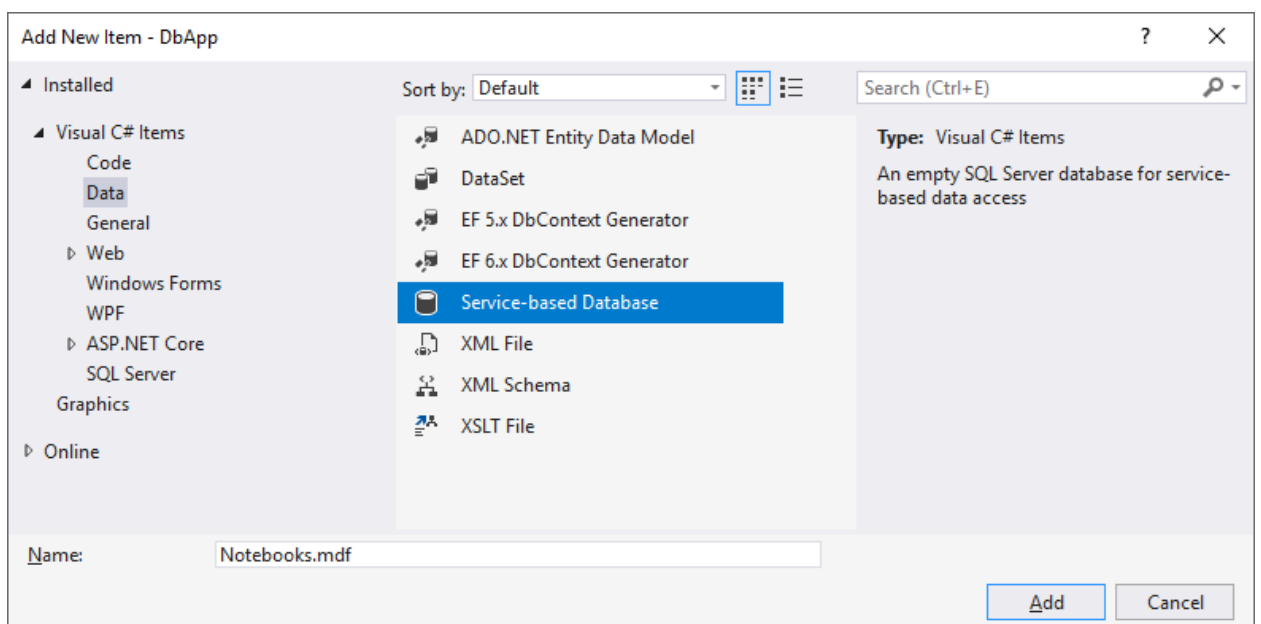 Add New Item - DbApp
?
Installed
Visual C# Items
Code
Data
General
Web
Windows Forms
WPF
ASP.NET Core
SQL Server
Graphics
Online
Sort by: Default
ADO.NET Entity Data Model
DataSet
EF 5.x DbContext Generator
EF 6.x DbContext Generator
Service-based Database
XML File
XML Schema
XSLT File
Search (Ctrl+E)
Type: Visual C# Items
An empty SQL Server database for service-
based data access
Name: Notebooks.mdf
Add Cancel